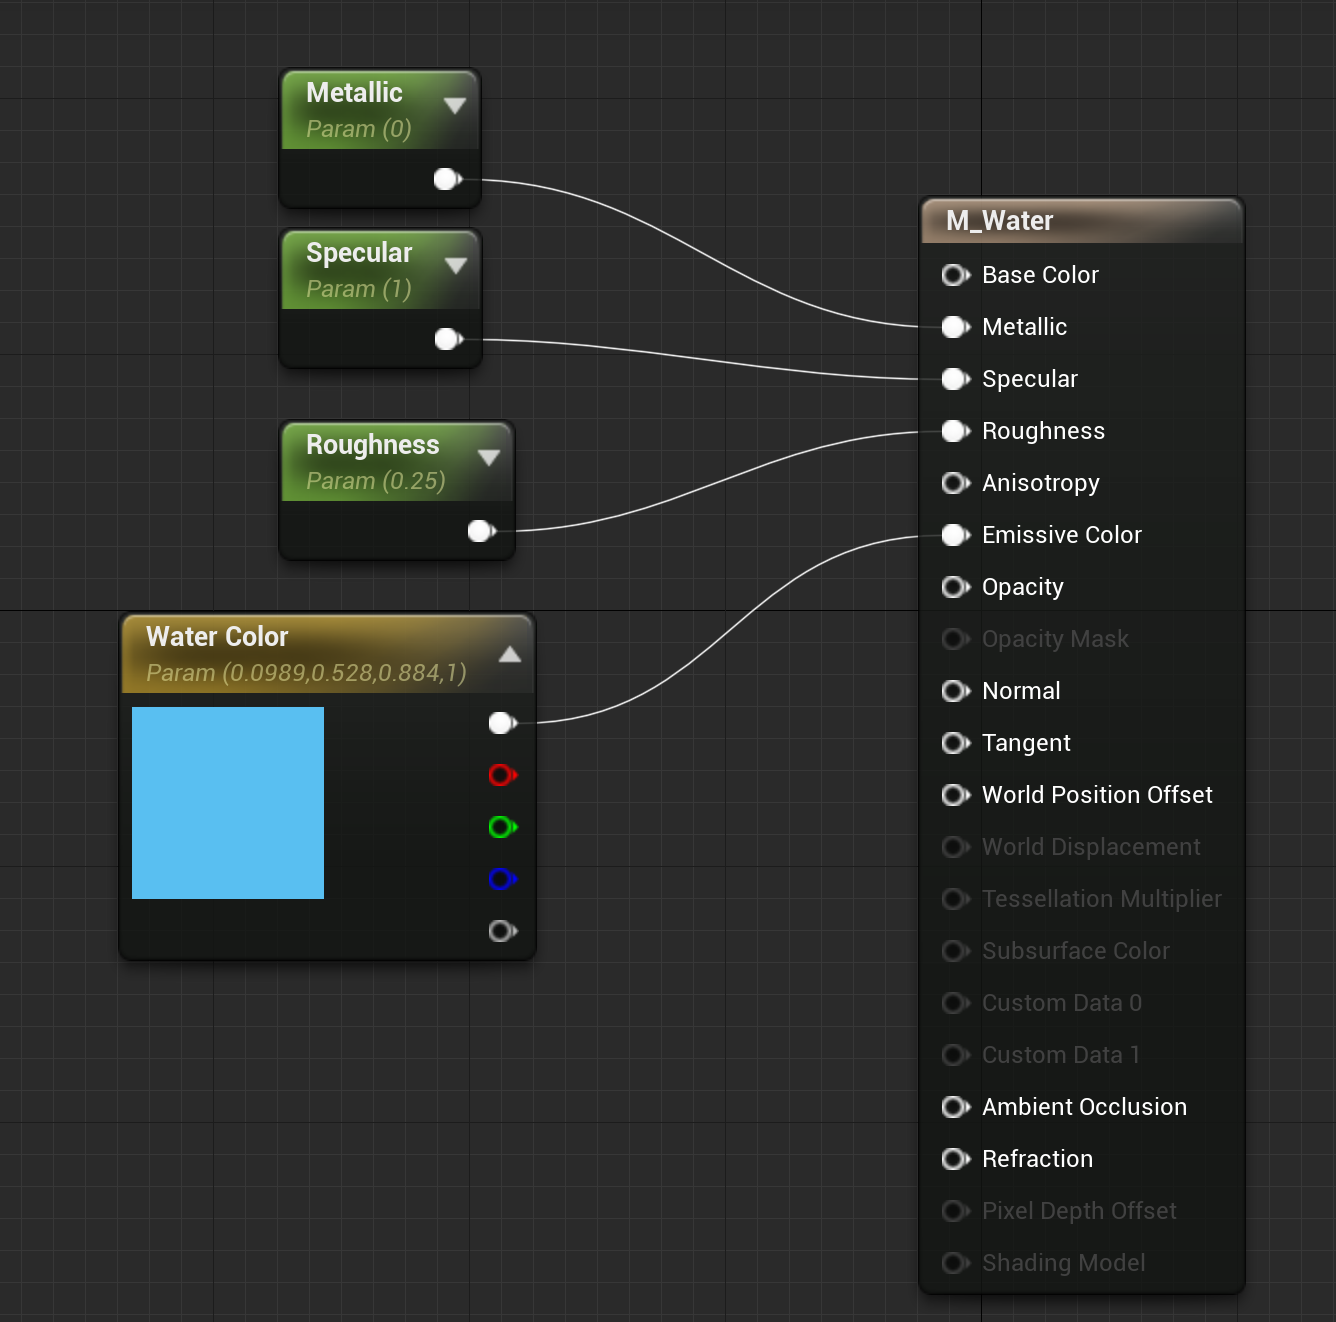 Metallic
Param (0)
Specular
Param (1)
Roughness
Param (0.25)
Water Color
Param (0.0989,0.528,0.884,1)
M_Water
Base Color
Metallic
Specular
Roughness
Anisotropy
Emissive Color
Opacity
Opacity Mask
Normal
Tangent
World Position Offset
World Displacement
Tessellation Multiplier
Subsurface Color
Custom Data 0
Custom Data 1
Ambient Occlusion
Refraction
Pixel Depth Offset
Shading Model